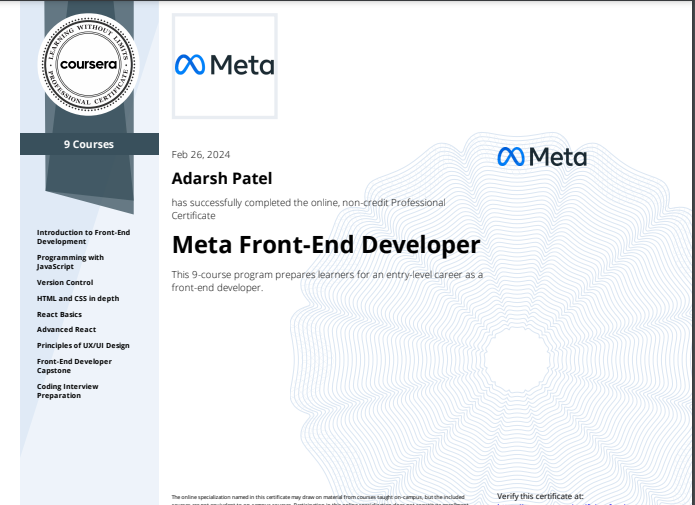 LEARNING WITHOUT LIMITS
coursera
PROFESSIONAL CERTIFICATE
9 Courses
Introduction to Front-End
Development
Programming with
JavaScript
Version Control
HTML and CSS in depth
React Basics
Advanced React
Principles of UX/UI Design
Front-End Developer
Capstone
Coding Interview
Preparation
Meta
Feb 26, 2024
Adarsh Patel
has successfully completed the online, non-credit Professional
Certificate
Meta Front-End Developer
This 9-course program prepares learners for an entry-level career as a
front-end developer.
Meta
The online specialization named in this certificate may draw on material from courses taught on-campus, but the included
Verify this certificate at: